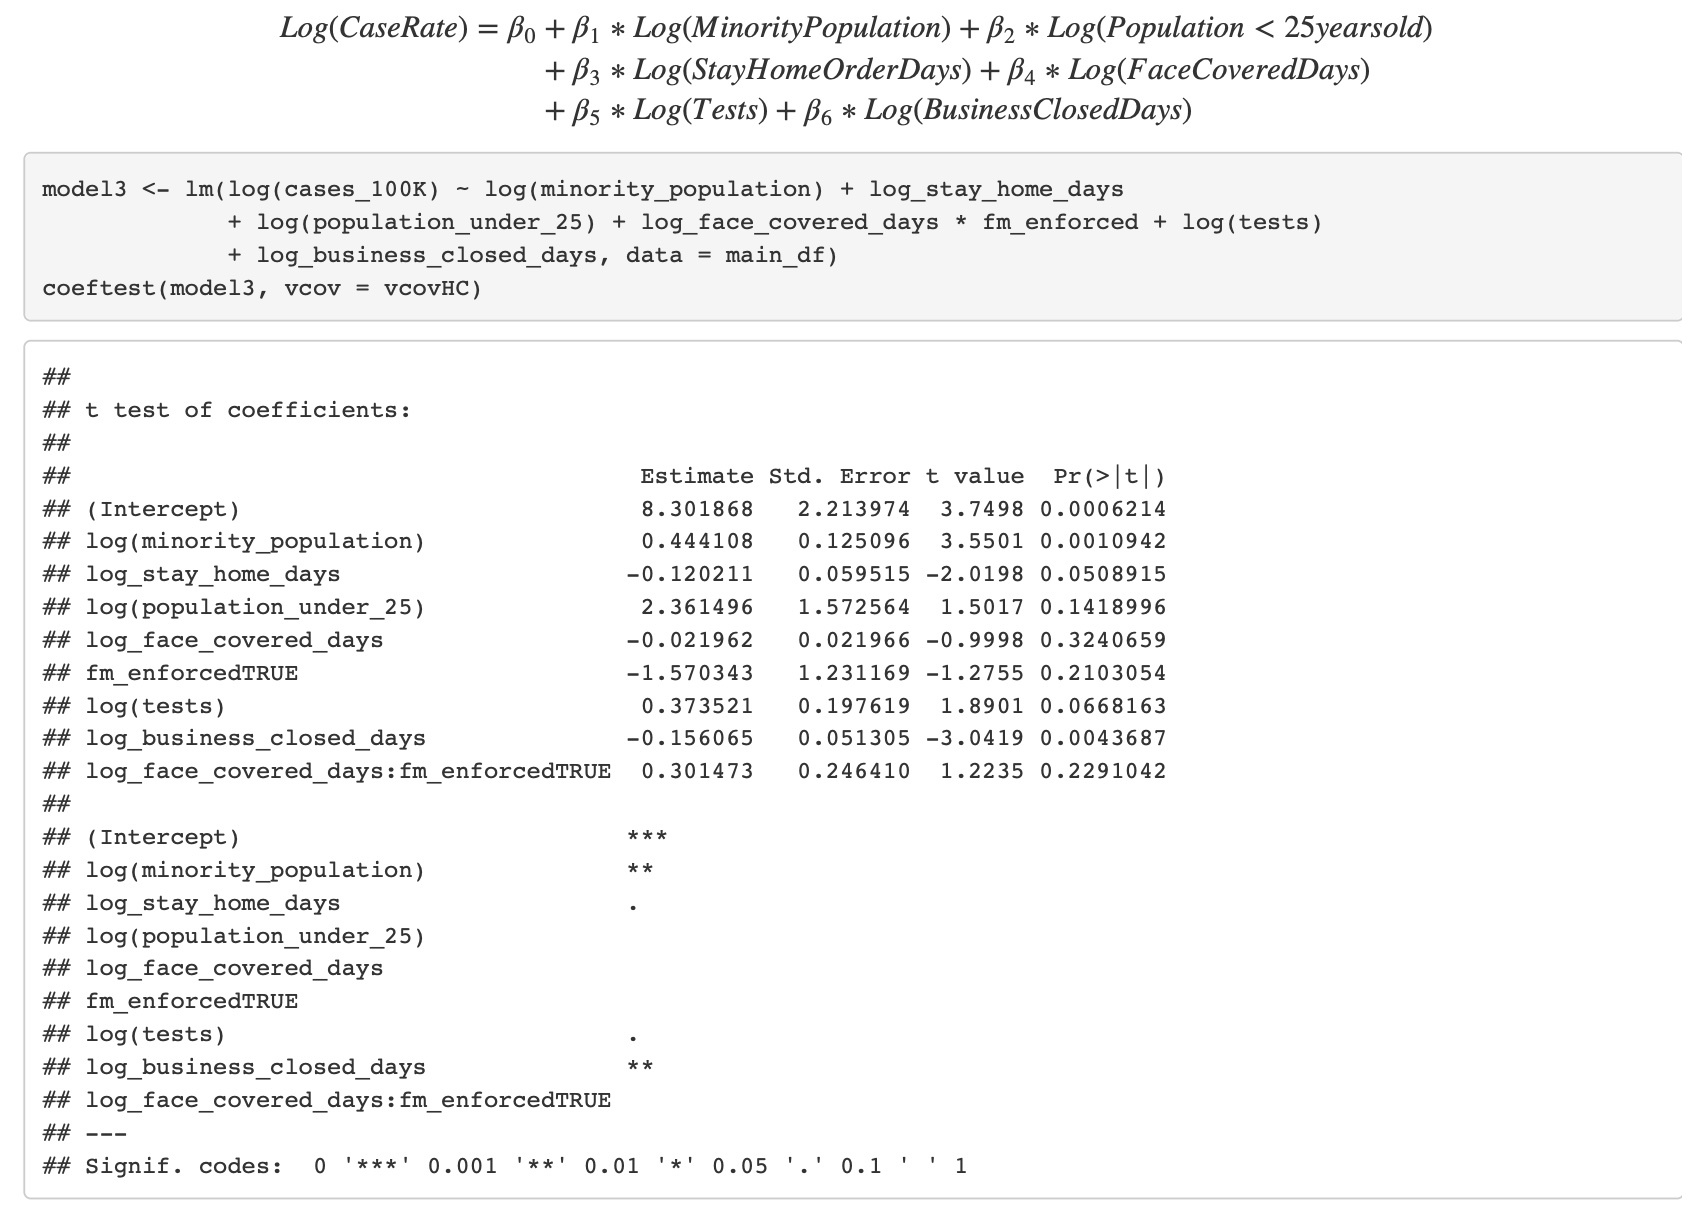 Log(CaseRate) = β₀ + β₁ * Log(MinorityPopulation) + β₂ * Log(Population < 25yearsold)
+ β₃ * Log(StayHomeOrderDays) + β₄ * Log(FaceCoveredDays)
+ β₅ * Log(Tests) + β₆ * Log(BusinessClosedDays)
model3 <- lm(log(cases_100K) ~ log(minority_population) + log_stay_home_days
             + log(population_under_25) + log_face_covered_days * fm_enforced + log(tests)
             + log_business_closed_days, data = main_df)
coeftest(model3, vcov = vcovHC)
##
## t test of coefficients:
##
##                                        Estimate Std. Error t value  Pr(>|t|)
## (Intercept)                            8.301868   2.213974  3.7498 0.0006214
## log(minority_population)               0.444108   0.125096  3.5501 0.0010942
## log_stay_home_days                    -0.120211   0.059515 -2.0198 0.0508915
## log(population_under_25)               2.361496   1.572564  1.5017 0.1418996
## log_face_covered_days                 -0.021962   0.021966 -0.9998 0.3240659
## fm_enforcedTRUE                       -1.570343   1.231169 -1.2755 0.2103054
## log(tests)                             0.373521   0.197619  1.8901 0.0668163
## log_business_closed_days              -0.156065   0.051305 -3.0419 0.0043687
## log_face_covered_days:fm_enforcedTRUE  0.301473   0.246410  1.2235 0.2291042
##
## (Intercept)                           ***
## log(minority_population)              **
## log_stay_home_days                    .
## log(population_under_25)
## log_face_covered_days
## fm_enforcedTRUE
## log(tests)                            .
## log_business_closed_days              **
## log_face_covered_days:fm_enforcedTRUE
## ---
## Signif. codes:  0 '***' 0.001 '**' 0.01 '*' 0.05 '.' 0.1 ' ' 1